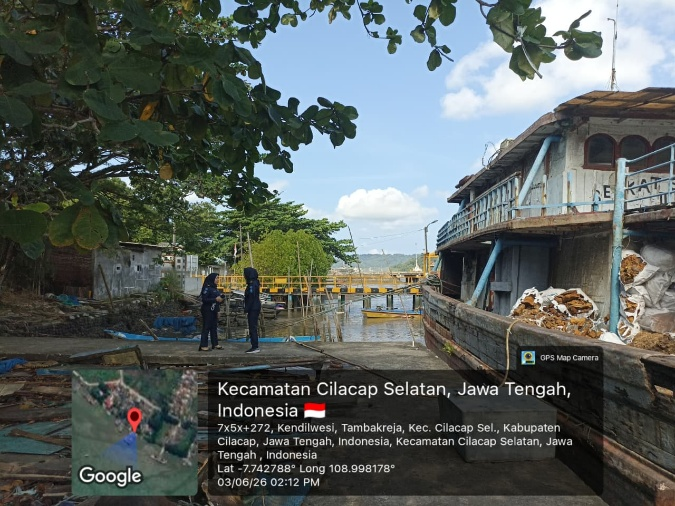 GPS Map Camera
Kecamatan Cilacap Selatan, Jawa Tengah,
Indonesia 🇮🇩
7x5x+272, Kendilwesi, Tambakreja, Kec. Cilacap Sel., Kabupaten
Cilacap, Jawa Tengah, Indonesia, Kecamatan Cilacap Selatan, Jawa
Tengah , Indonesia
Lat -7.742788° Long 108.998178°
03/06/26 02:12 PM
Google